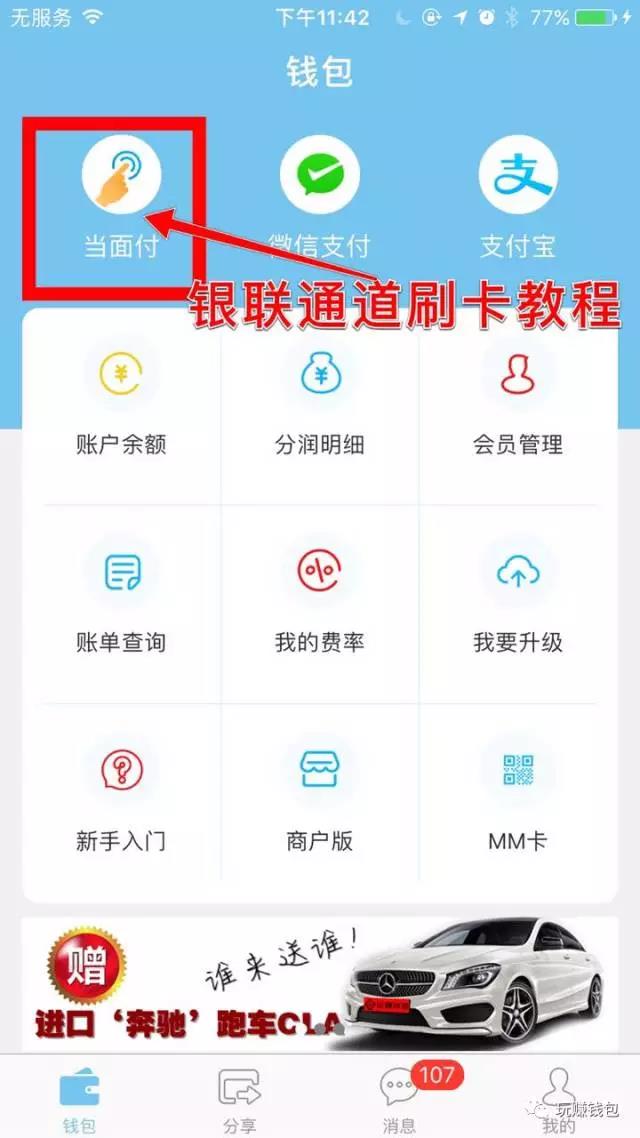 无服务 下午11:42 77%
钱包
当面付 微信支付 支付宝
银联通道刷卡教程
账户余额 分润明细 会员管理
账单查询 我的费率 我要升级
新手入门 商户版 MM卡
谁来送谁!
赠
进口‘奔驰’跑车CLA
107
钱包 分享 消息 我的
玩赚钱包